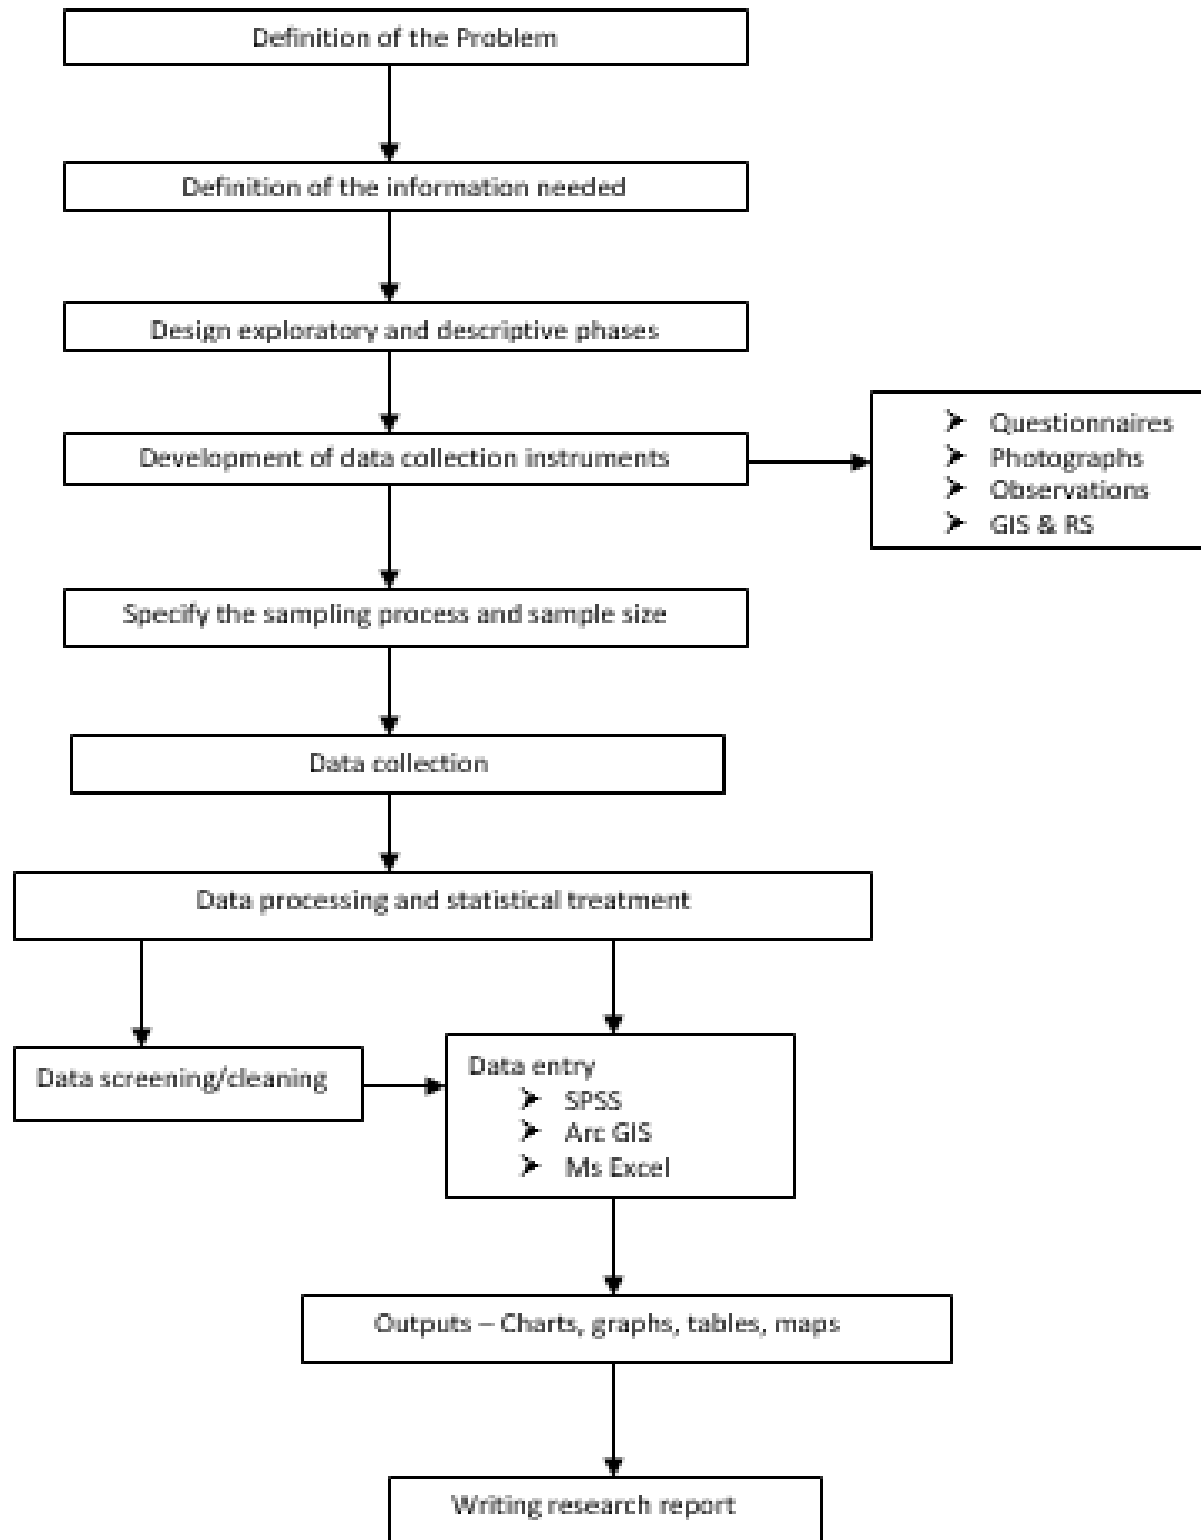 Definition of the Problem
Definition of the information needed
Design exploratory and descriptive phases
Development of data collection instruments
Questionnaires
Photographs
Observations
GIS & RS
Specify the sampling process and sample size
Data collection
Data processing and statistical treatment
Data screening/cleaning
Data entry
SPSS
Arc GIS
Ms Excel
Outputs – Charts, graphs, tables, maps
Writing research report